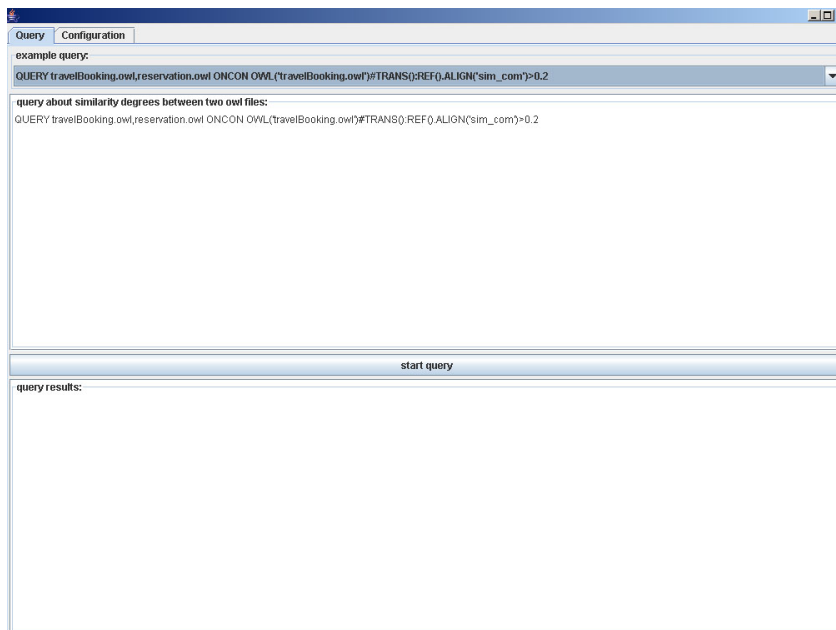 Query Configuration
example query:
QUERY travelBooking.owl,reservation.owl ONCON OWL('travelBooking.owl')#TRANS():REF().ALIGN('sim_com')>0.2
query about similarity degrees between two owl files:
QUERY travelBooking.owl,reservation.owl ONCON OWL('travelBooking.owl')#TRANS():REF().ALIGN('sim_com')>0.2
start query
query results: